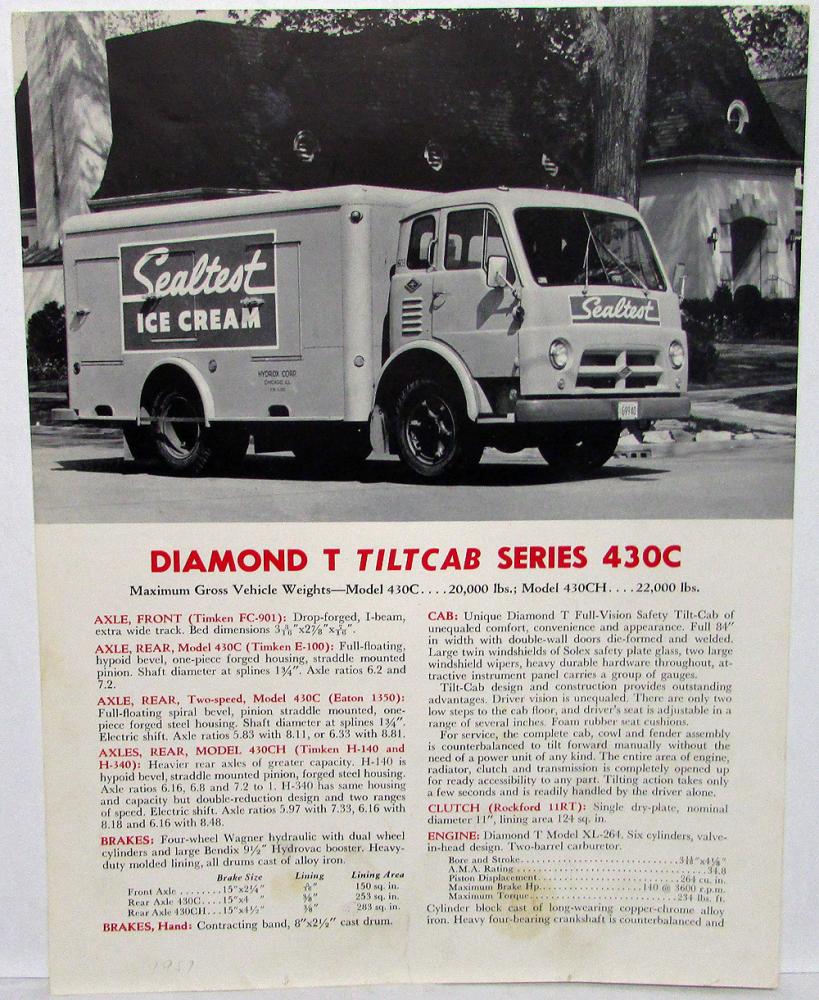 Sealtest
ICE CREAM
HYDROX CORP.
CHICAGO, ILL.
Sealtest
DIAMOND T TILTCAB SERIES 430C
Maximum Gross Vehicle Weights—Model 430C....20,000 lbs.; Model 430CH....22,000 lbs.
AXLE, FRONT (Timken FC-901): Drop-forged, I-beam,
extra wide track. Bed dimensions 3 3/16"x2⅞"x 7/16".
AXLE, REAR, Model 430C (Timken E-100): Full-floating,
hypoid bevel, one-piece forged housing, straddle mounted
pinion. Shaft diameter at splines 1¾". Axle ratios 6.2 and
7.2.
AXLE, REAR, Two-speed, Model 430C (Eaton 1350):
Full-floating spiral bevel, pinion straddle mounted, one-
piece forged steel housing. Shaft diameter at splines 1¾".
Electric shift. Axle ratios 5.83 with 8.11, or 6.33 with 8.81.
AXLES, REAR, MODEL 430CH (Timken H-140 and
H-340): Heavier rear axles of greater capacity. H-140 is
hypoid bevel, straddle mounted pinion, forged steel housing.
Axle ratios 6.16, 6.8 and 7.2 to 1. H-340 has same housing
and capacity but double-reduction design and two ranges
of speed. Electric shift. Axle ratios 5.97 with 7.33, 6.16 with
8.18 and 6.16 with 8.48.
BRAKES: Four-wheel Wagner hydraulic with dual wheel
cylinders and large Bendix 9½" Hydrovac booster. Heavy-
duty molded lining, all drums cast of alloy iron.
Brake Size Lining Lining Area
Front Axle ........15"x2¼" 150 sq. in.
Rear Axle 430C....15"x4 " ⅜" 253 sq. in.
Rear Axle 430CH...15"x4½" ⅜" 283 sq. in.
BRAKES, Hand: Contracting band, 8"x2½" cast drum.
CAB: Unique Diamond T Full-Vision Safety Tilt-Cab of
unequaled comfort, convenience and appearance. Full 84"
in width with double-wall doors die-formed and welded.
Large twin windshields of Solex safety plate glass, two large
windshield wipers, heavy durable hardware throughout, at-
tractive instrument panel carries a group of gauges.
Tilt-Cab design and construction provides outstanding
advantages. Driver vision is unequaled. There are only two
low steps to the cab floor, and driver's seat is adjustable in a
range of several inches. Foam rubber seat cushions.
For service, the complete cab, cowl and fender assembly
is counterbalanced to tilt forward manually without the
need of a power unit of any kind. The entire area of engine,
radiator, clutch and transmission is completely opened up
for ready accessibility to any part. Tilting action takes only
a few seconds and is readily handled by the driver alone.
CLUTCH (Rockford 11RT): Single dry-plate, nominal
diameter 11", lining area 124 sq. in.
ENGINE: Diamond T Model XL-264. Six cylinders, valve-
in-head design. Two-barrel carburetor.
Bore and Stroke
A.M.A. Rating 34.8
Piston Displacement 264 cu. in.
Maximum Brake Hp. 140 @ 3600 r.p.m.
Maximum Torque 234 lbs. ft.
Cylinder block cast of long-wearing copper-chrome alloy
iron. Heavy four-bearing crankshaft is counterbalanced and
1957